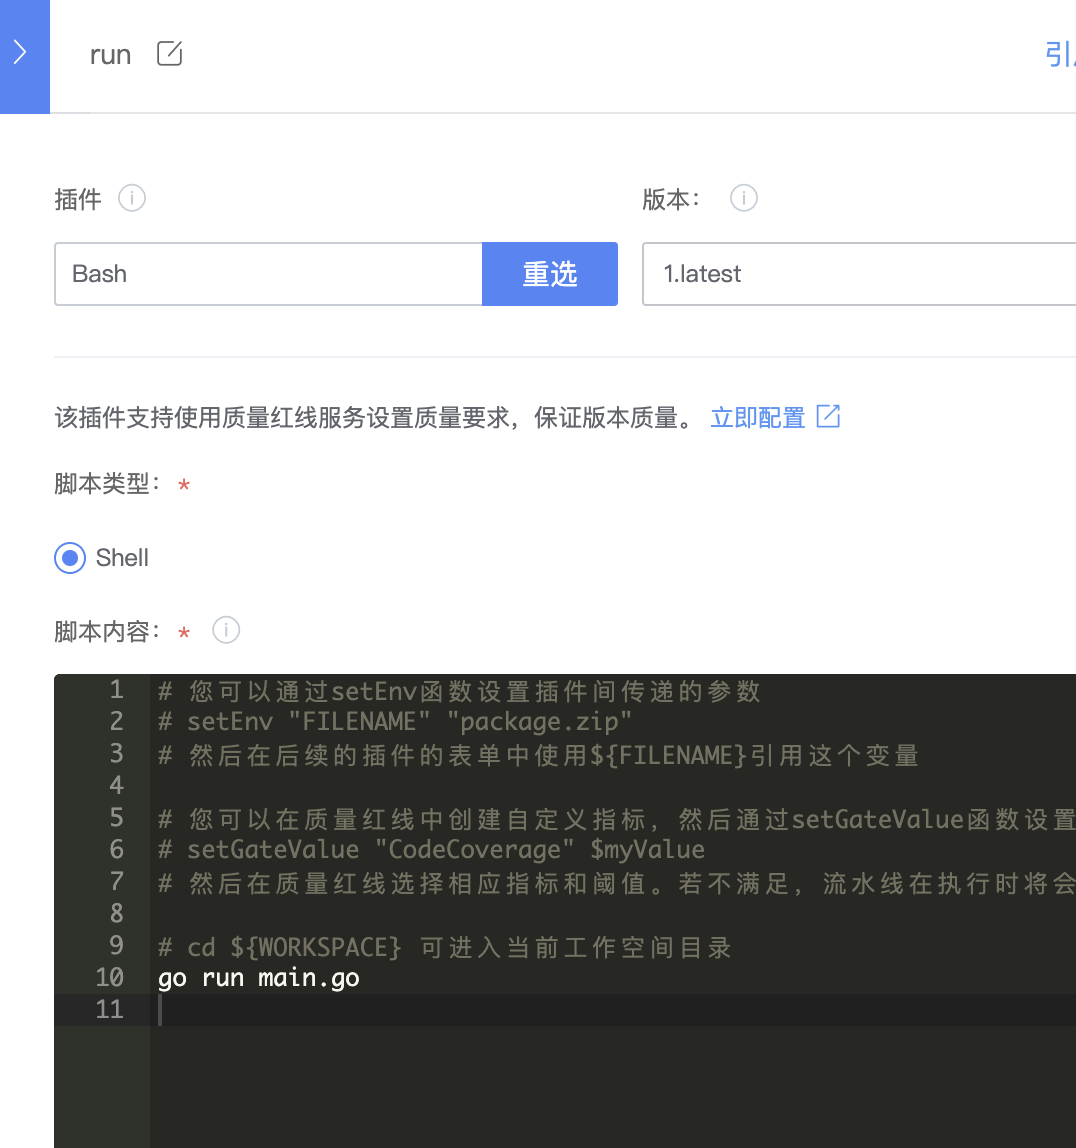 run
插件
版本：
Bash
重选
1.latest
该插件支持使用质量红线服务设置质量要求，保证版本质量。 立即配置
脚本类型： *
Shell
脚本内容： *
1 # 您可以通过setEnv函数设置插件间传递的参数
2 # setEnv "FILENAME" "package.zip"
3 # 然后在后续的插件的表单中使用${FILENAME}引用这个变量
4
5 # 您可以在质量红线中创建自定义指标，然后通过setGateValue函数设置
6 # setGateValue "CodeCoverage" $myValue
7 # 然后在质量红线选择相应指标和阈值。若不满足，流水线在执行时将会
8
9 # cd ${WORKSPACE} 可进入当前工作空间目录
10 go run main.go
11